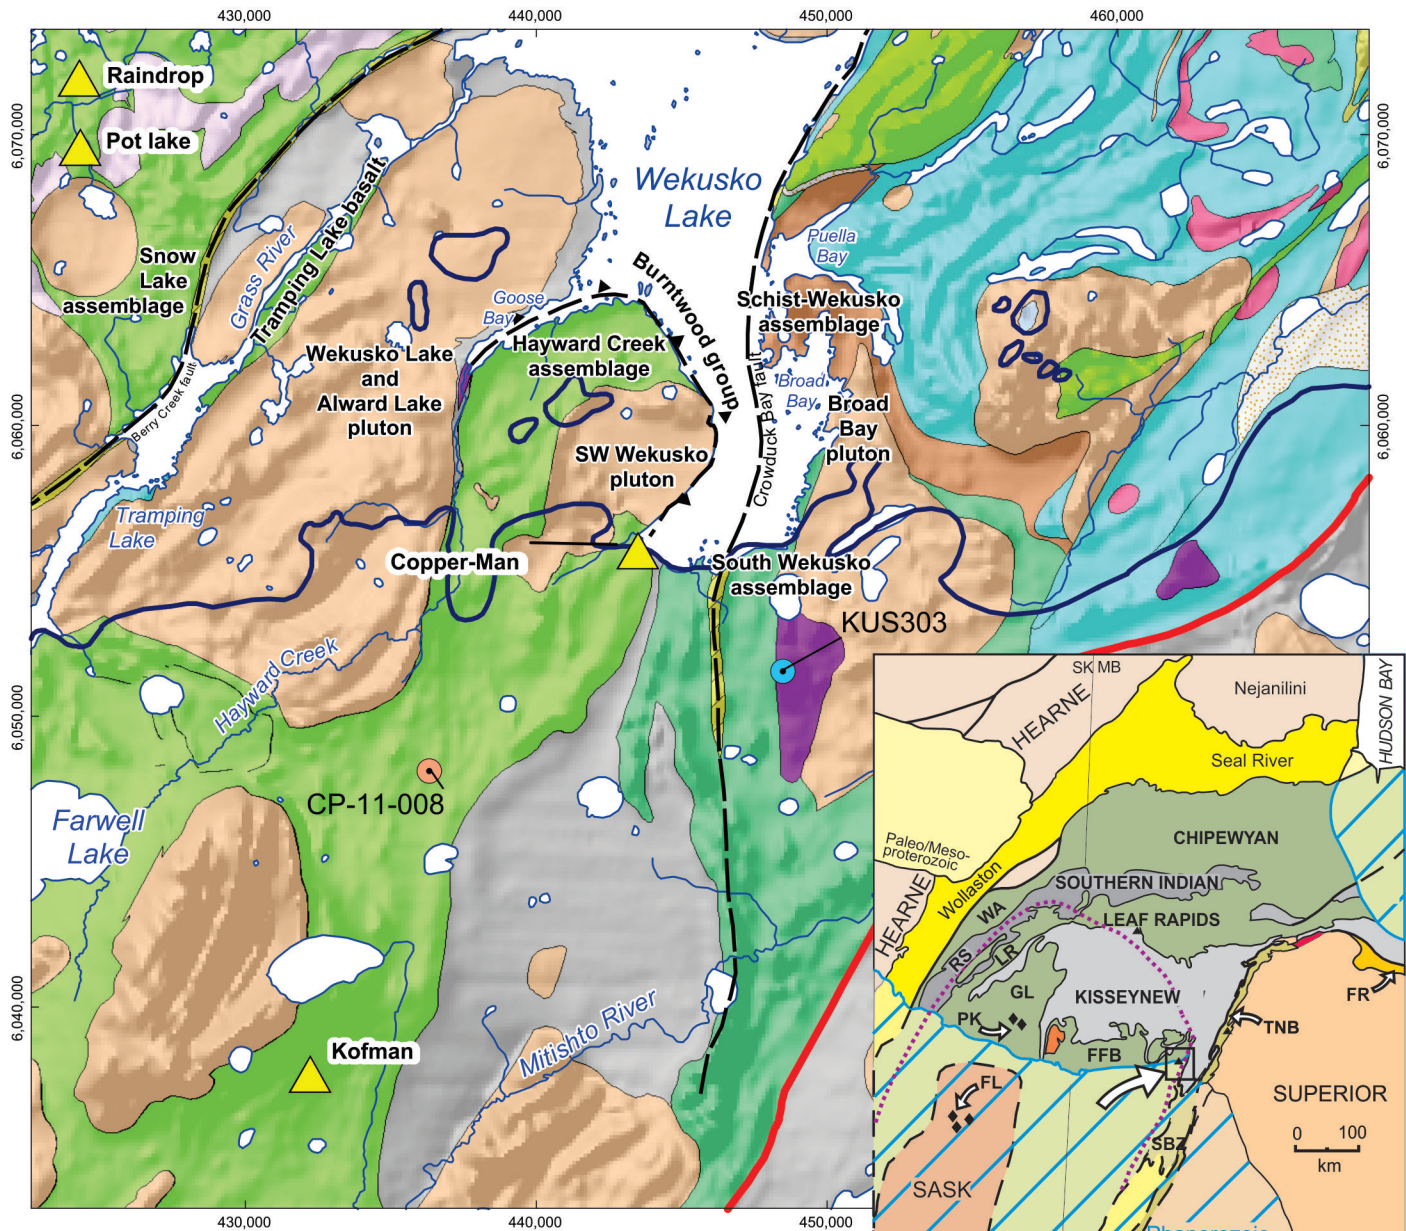 430,000
440,000
450,000
460,000
Raindrop
Pot lake
6,070,000
6,070,000
Wekusko
Lake
Tramping Lake basalt
Grass River
Snow
Lake
assemblage
Puella
Bay
Burntwood group
Goose
Bay
Schist-Wekusko
assemblage
Hayward Creek
assemblage
Wekusko Lake
and
Alward Lake
pluton
Berry Creek fault
Crowduck Bay fault
Broad
Bay
Broad
Bay
pluton
6,060,000
6,060,000
SW Wekusko
pluton
Tramping
Lake
Copper-Man
South Wekusko
assemblage
KUS303
Hayward Creek
6,050,000
CP-11-008
Farwell
Lake
6,040,000
Mitishto River
Kofman
430,000
440,000
450,000
SK MB
HEARNE
Nejanilini
HUDSON BAY
Seal River
Paleo/Meso-
proterozoic
CHIPEWYAN
Wollaston
SOUTHERN INDIAN
HEARNE
WA
LEAF RAPIDS
RS
LR
GL
KISSEYNEW
FR
PK
TNB
FFB
FL
SUPERIOR
0 100
km
SBZ
SASK
Phanerozoic